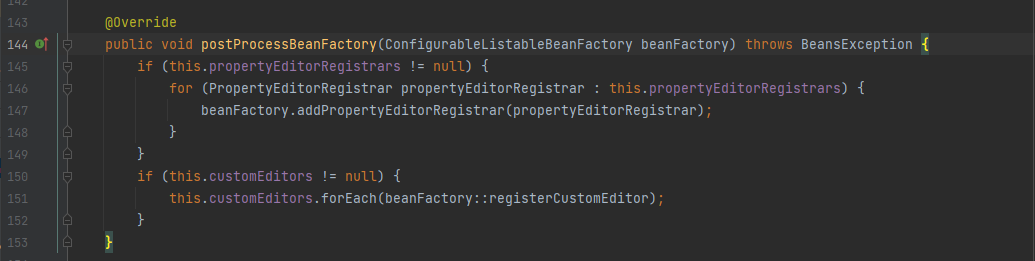 142
143 @Override
144 public void postProcessBeanFactory(ConfigurableListableBeanFactory beanFactory) throws BeansException {
145 if (this.propertyEditorRegistrars != null) {
146 for (PropertyEditorRegistrar propertyEditorRegistrar : this.propertyEditorRegistrars) {
147 beanFactory.addPropertyEditorRegistrar(propertyEditorRegistrar);
148 }
149 }
150 if (this.customEditors != null) {
151 this.customEditors.forEach(beanFactory::registerCustomEditor);
152 }
153 }